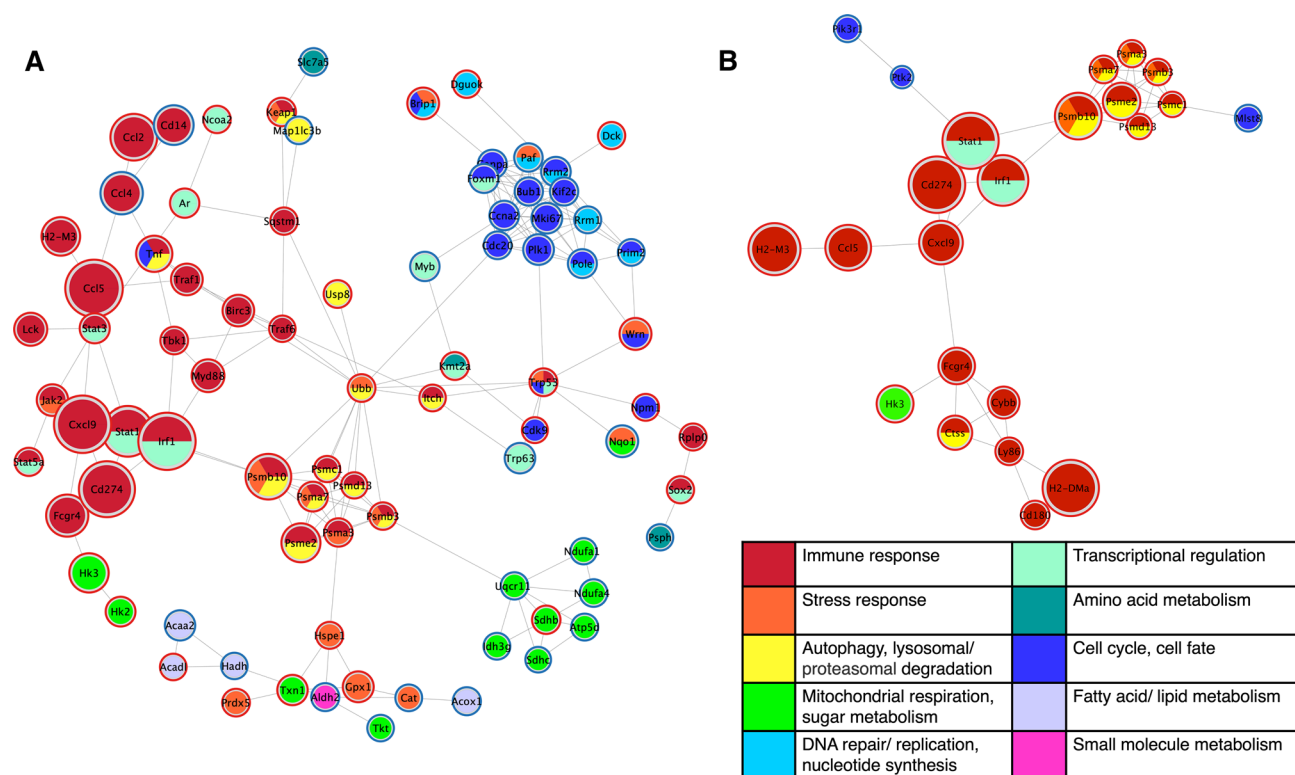 A
B
Slc7a5
Keap1
Map1lc3b
Ccl2
Cd14
Ncoa2
Ccl4
Ar
Sqstm1
H2-M3
Tnf
Ccl5
Traf1
Usp8
Birc3
Lck
Stat3
Tbk1
Traf6
Myd88
Ubb
Jak2
Cxcl9
Stat1
Irf1
Itch
Stat5a
Cd274
Fcgr4
Psmb10
Psmc1
Psmd13
Psma7
Psmb3
Psma3
Psme2
Hk3
Hk2
Brip1
Dguok
Dck
Paf
Foxm1
Rrm2
Bub1
Kif2c
Ccna2
Mki67
Rrm1
Cdc20
Plk1
Pole
Prim2
Myb
Wrn
Kmt2a
Trp53
Npm1
Cdk9
Nqo1
Rplp0
Trp63
Sox2
Psph
Ndufa1
Uqcr11
Ndufa4
Sdhb
Atp5d
Idh3g
Sdhc
Acaa2
Acadl
Hadh
Hspe1
Prdx5
Txn1
Aldh2
Gpx1
Cat
Acox1
Tkt
Pik3r1
Ptk2
Psma3
Psma7
Psmb3
Psme2
Psmc1
Psmb10
Psmd13
Mlst8
Stat1
Cd274
Irf1
H2-M3
Ccl5
Cxcl9
Fcgr4
Hk3
Cybb
Ctss
Ly86
H2-DMa
Cd180
Immune response
Transcriptional regulation
Stress response
Amino acid metabolism
Autophagy, lysosomal/
proteasomal degradation
Cell cycle, cell fate
Mitochondrial respiration,
sugar metabolism
Fatty acid/ lipid metabolism
DNA repair/ replication,
nucleotide synthesis
Small molecule metabolism